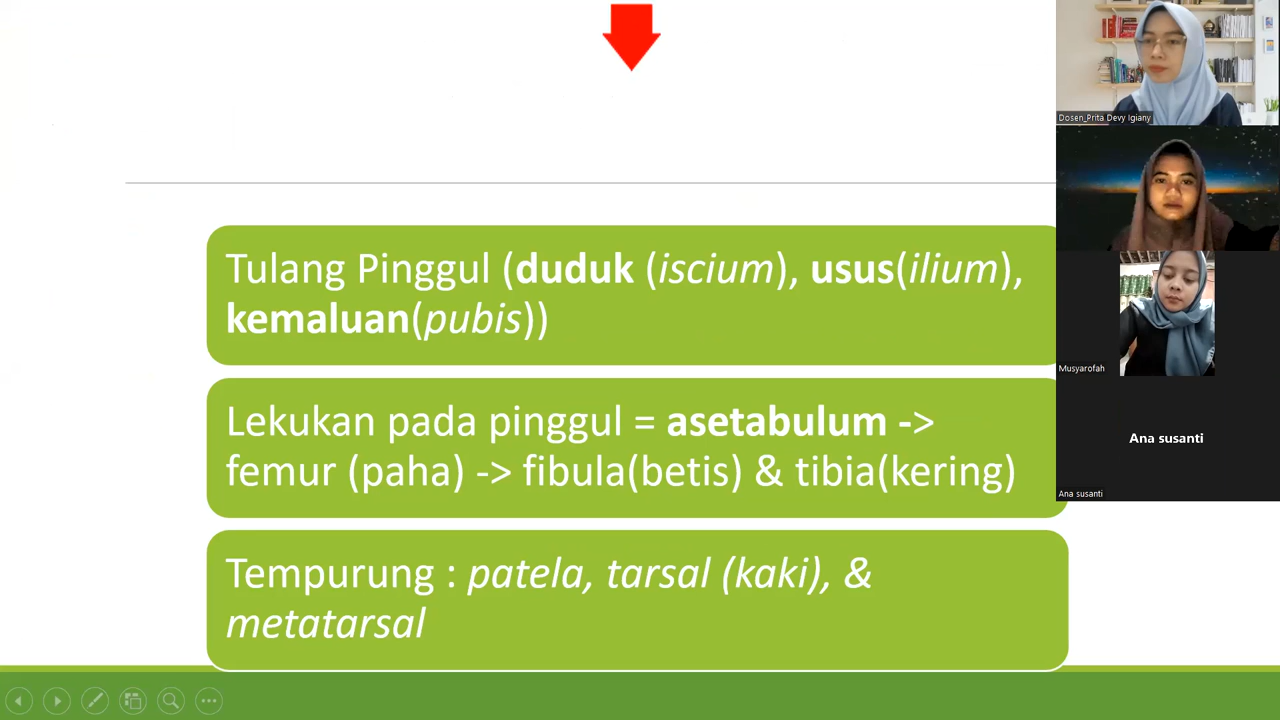 Tulang Pinggul (duduk (iscium), usus(ilium),
kemaluan(pubis))
Lekukan pada pinggul = asetabulum ->
femur (paha) -> fibula(betis) & tibia(kering)
Tempurung : patela, tarsal (kaki), &
metatarsal
Dosen_Prita Devy Igiany
Musyarofah
Ana susanti
Ana susanti